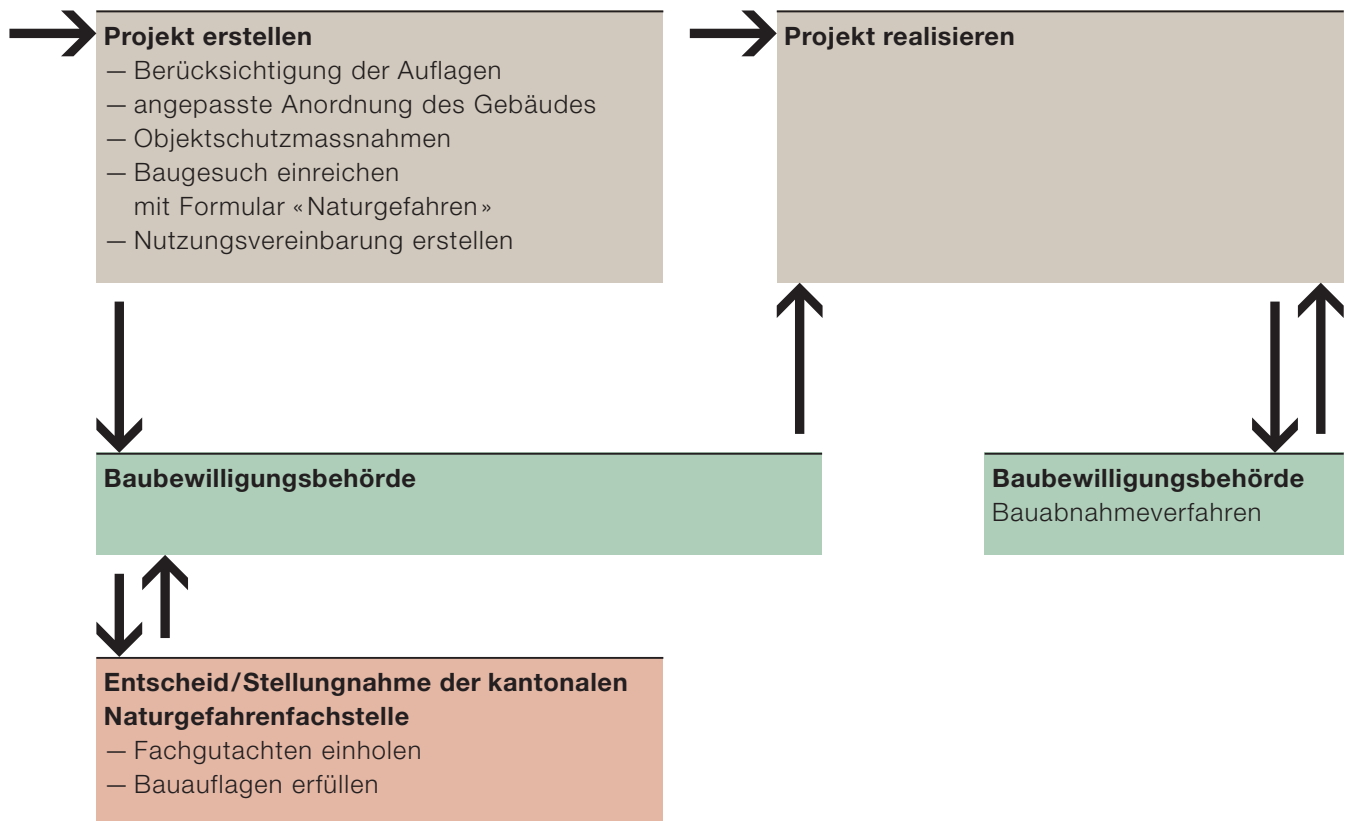 Projekt erstellen
— Berücksichtigung der Auflagen
— angepasste Anordnung des Gebäudes
— Objektschutzmassnahmen
— Baugesuch einreichen
mit Formular «Naturgefahren»
— Nutzungsvereinbarung erstellen
Projekt realisieren
Baubewilligungsbehörde
Baubewilligungsbehörde
Bauabnahmeverfahren
Entscheid/Stellungnahme der kantonalen
Naturgefahrenfachstelle
— Fachgutachten einholen
— Bauauflagen erfüllen